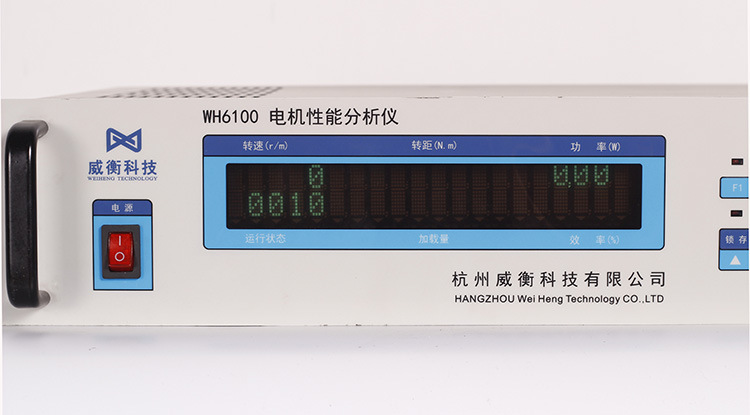 WH6100 电机性能分析仪
威衡科技
WEIHENG TECHNOLOGY
转速(r/m) 转距(N.m) 功 率(W)
0 0.00
0010
运行状态 加载量 效 率(%)
电源
F1
锁存
杭州威衡科技有限公司
HANGZHOU Wei Heng Technology CO.,LTD